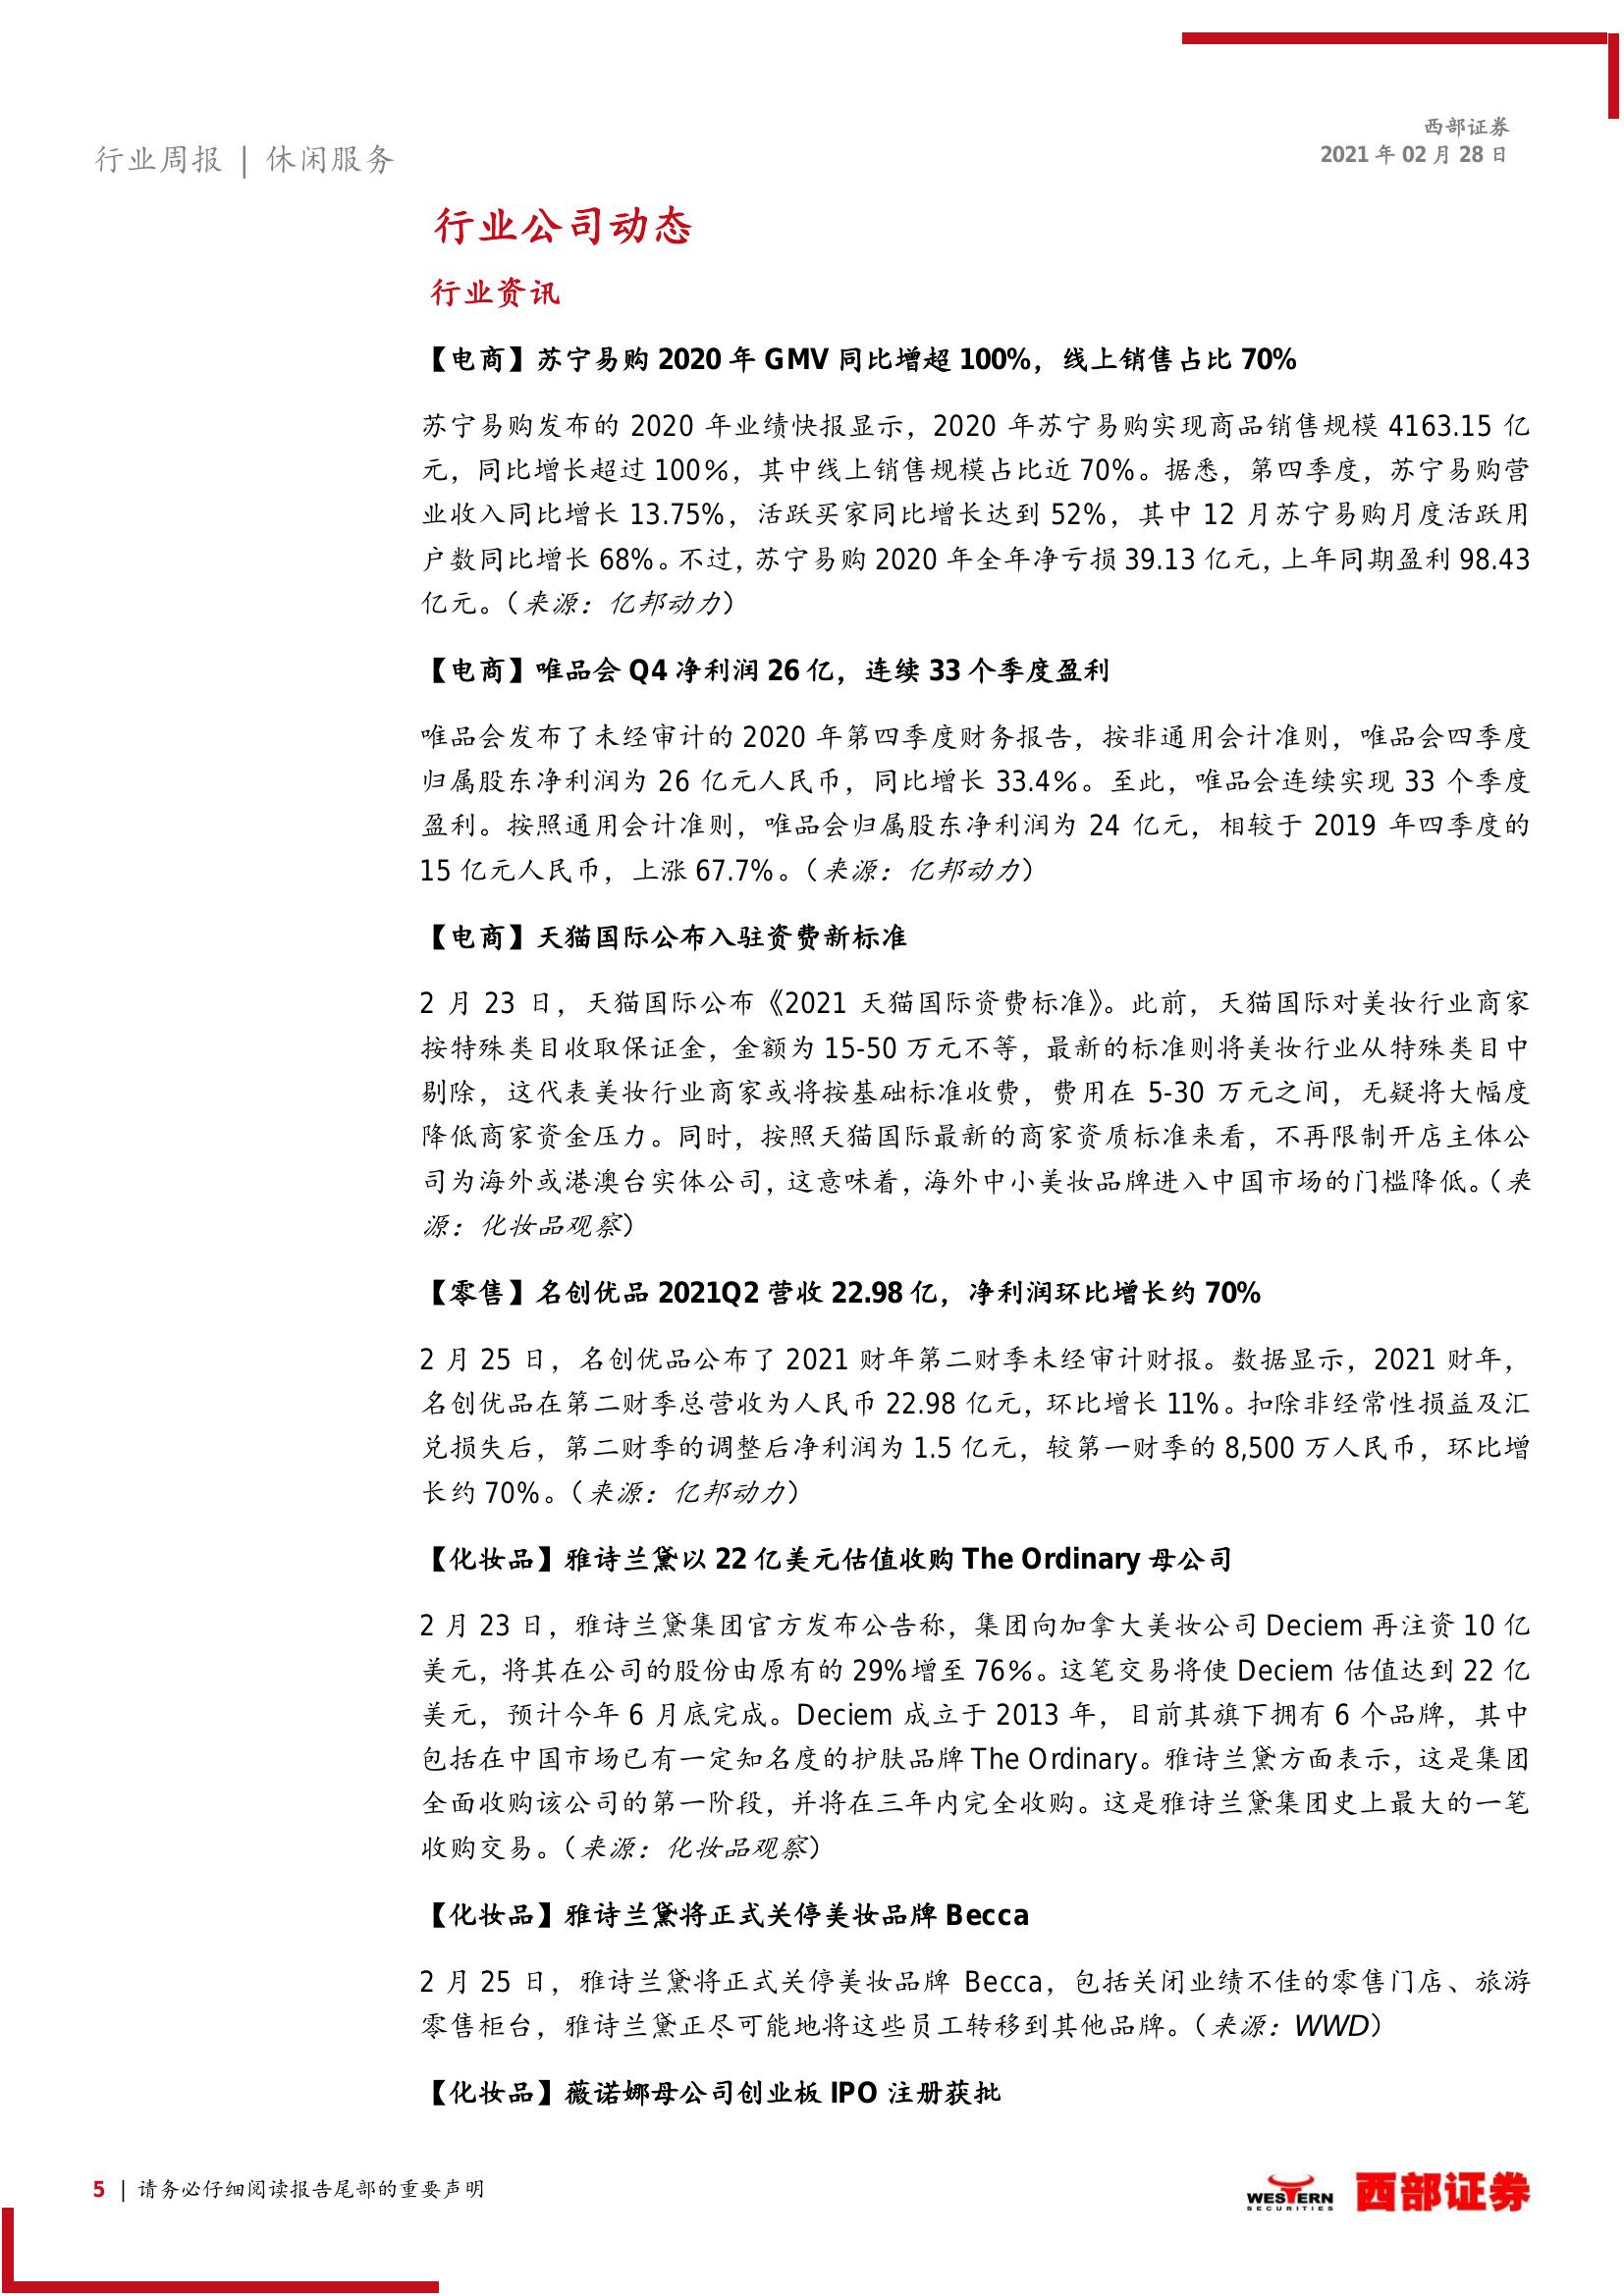 行业周报 | 休闲服务
西部证券
2021 年 02 月 28 日
行业公司动态
行业资讯
【电商】苏宁易购 2020 年 GMV 同比增超 100%，线上销售占比 70%
苏宁易购发布的 2020 年业绩快报显示，2020 年苏宁易购实现商品销售规模 4163.15 亿
元，同比增长超过 100%，其中线上销售规模占比近 70%。据悉，第四季度，苏宁易购营
业收入同比增长 13.75%，活跃买家同比增长达到 52%，其中 12 月苏宁易购月度活跃用
户数同比增长 68%。不过，苏宁易购 2020 年全年净亏损 39.13 亿元，上年同期盈利 98.43
亿元。（来源：亿邦动力）
【电商】唯品会 Q4 净利润 26 亿，连续 33 个季度盈利
唯品会发布了未经审计的 2020 年第四季度财务报告，按非通用会计准则，唯品会四季度
归属股东净利润为 26 亿元人民币，同比增长 33.4%。至此，唯品会连续实现 33 个季度
盈利。按照通用会计准则，唯品会归属股东净利润为 24 亿元，相较于 2019 年四季度的
15 亿元人民币，上涨 67.7%。（来源：亿邦动力）
【电商】天猫国际公布入驻资费新标准
2 月 23 日，天猫国际公布《2021 天猫国际资费标准》。此前，天猫国际对美妆行业商家
按特殊类目收取保证金，金额为 15-50 万元不等，最新的标准则将美妆行业从特殊类目中
剔除，这代表美妆行业商家或将按基础标准收费，费用在 5-30 万元之间，无疑将大幅度
降低商家资金压力。同时，按照天猫国际最新的商家资质标准来看，不再限制开店主体公
司为海外或港澳台实体公司，这意味着，海外中小美妆品牌进入中国市场的门槛降低。（来
源：化妆品观察）
【零售】名创优品 2021Q2 营收 22.98 亿，净利润环比增长约 70%
2 月 25 日，名创优品公布了 2021 财年第二财季未经审计财报。数据显示，2021 财年，
名创优品在第二财季总营收为人民币 22.98 亿元，环比增长 11%。扣除非经常性损益及汇
兑损失后，第二财季的调整后净利润为 1.5 亿元，较第一财季的 8,500 万人民币，环比增
长约 70%。（来源：亿邦动力）
【化妆品】雅诗兰黛以 22 亿美元估值收购 The Ordinary 母公司
2 月 23 日，雅诗兰黛集团官方发布公告称，集团向加拿大美妆公司 Deciem 再注资 10 亿
美元，将其在公司的股份由原有的 29%增至 76%。这笔交易将使 Deciem 估值达到 22 亿
美元，预计今年 6 月底完成。Deciem 成立于 2013 年，目前其旗下拥有 6 个品牌，其中
包括在中国市场已有一定知名度的护肤品牌 The Ordinary。雅诗兰黛方面表示，这是集团
全面收购该公司的第一阶段，并将在三年内完全收购。这是雅诗兰黛集团史上最大的一笔
收购交易。（来源：化妆品观察）
【化妆品】雅诗兰黛将正式关停美妆品牌 Becca
2 月 25 日，雅诗兰黛将正式关停美妆品牌 Becca，包括关闭业绩不佳的零售门店、旅游
零售柜台，雅诗兰黛正尽可能地将这些员工转移到其他品牌。（来源：WWD）
【化妆品】薇诺娜母公司创业板 IPO 注册获批
5 | 请务必仔细阅读报告尾部的重要声明
WESTERN
SECURITIES
西部证券